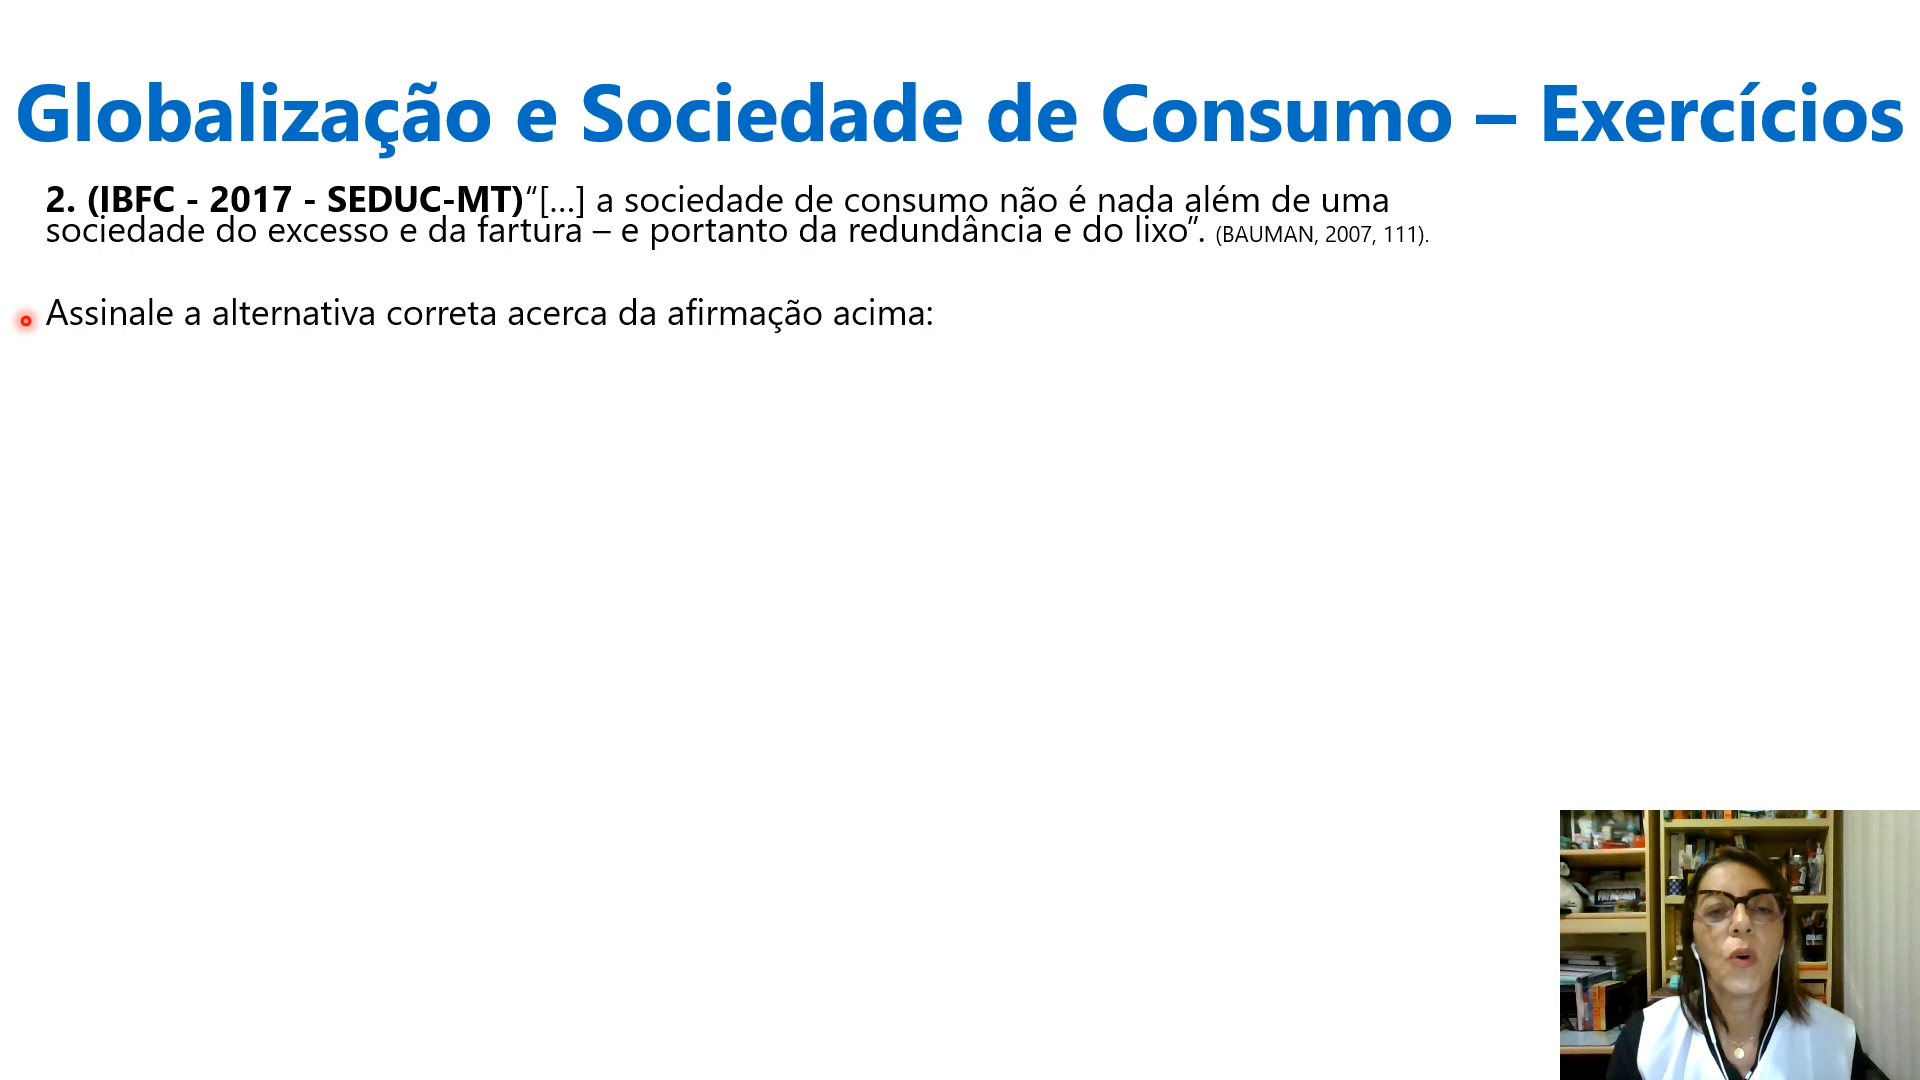 Globalização e Sociedade de Consumo – Exercícios
2. (IBFC - 2017 - SEDUC-MT)“[...] a sociedade de consumo não é nada além de uma
sociedade do excesso e da fartura – e portanto da redundância e do lixo”. (BAUMAN, 2007, 111).
Assinale a alternativa correta acerca da afirmação acima: